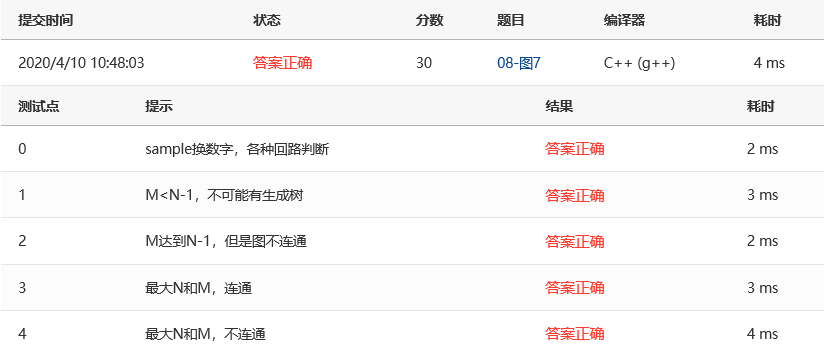 提交时间 状态 分数 题目 编译器 耗时
2020/4/10 10:48:03 答案正确 30 08-图7 C++ (g++) 4 ms
测试点 提示 结果 耗时
0 sample换数字，各种回路判断 答案正确 2 ms
1 M<N-1，不可能有生成树 答案正确 3 ms
2 M达到N-1，但是图不连通 答案正确 2 ms
3 最大N和M，连通 答案正确 3 ms
4 最大N和M，不连通 答案正确 4 ms